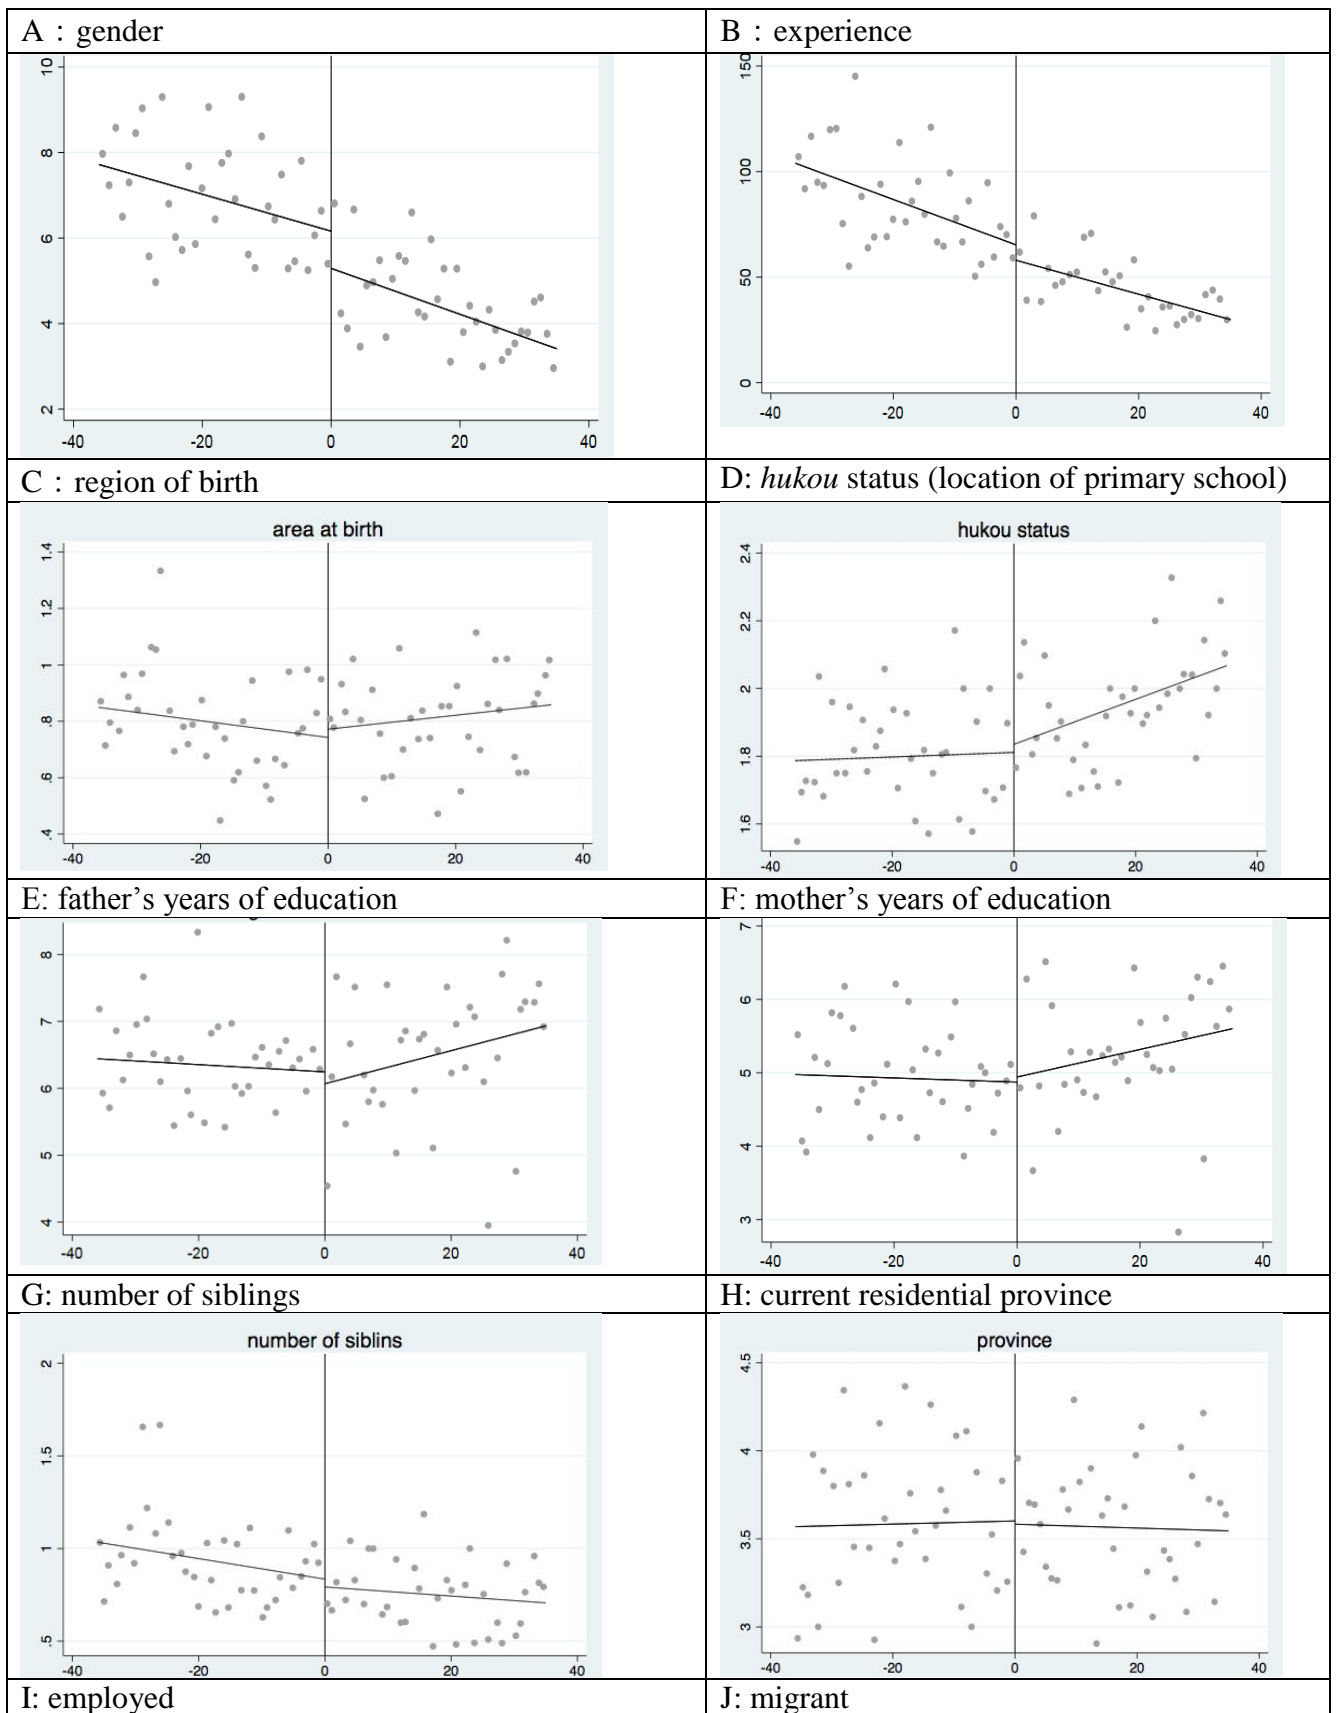 A：gender
B：experience
10
8
6
4
2
-40 -20 0 20 40
150
100
50
0
-40 -20 0 20 40
C：region of birth
D: hukou status (location of primary school)
area at birth
1.4
1.2
1
.8
.6
.4
-40 -20 0 20 40
hukou status
2.4
2.2
2
1.8
1.6
-40 -20 0 20 40
E: father’s years of education
F: mother’s years of education
8
7
6
5
4
-40 -20 0 20 40
7
6
5
4
3
-40 -20 0 20 40
G: number of siblings
H: current residential province
number of siblins
2
1.5
1
.5
-40 -20 0 20 40
province
4.5
4
3.5
3
-40 -20 0 20 40
I: employed
J: migrant